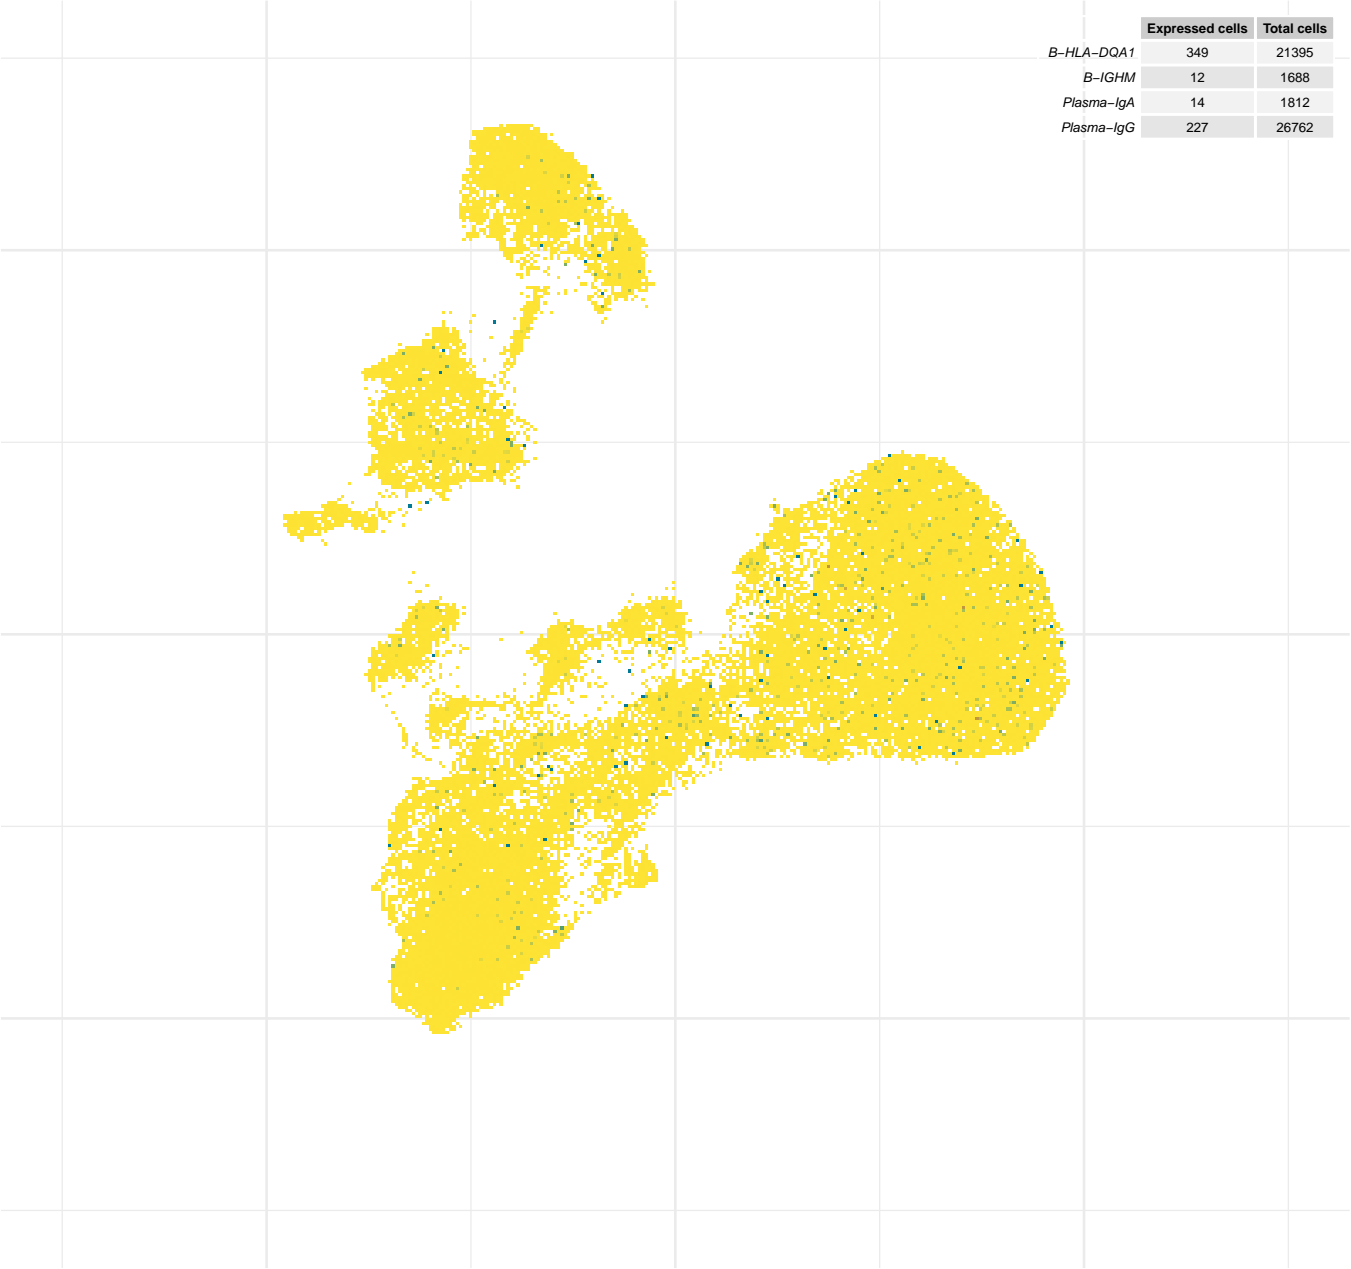 Expressed cells Total cells
B−HLA−DQA1 349 21395
B−IGHM 12 1688
Plasma−IgA 14 1812
Plasma−IgG 227 26762